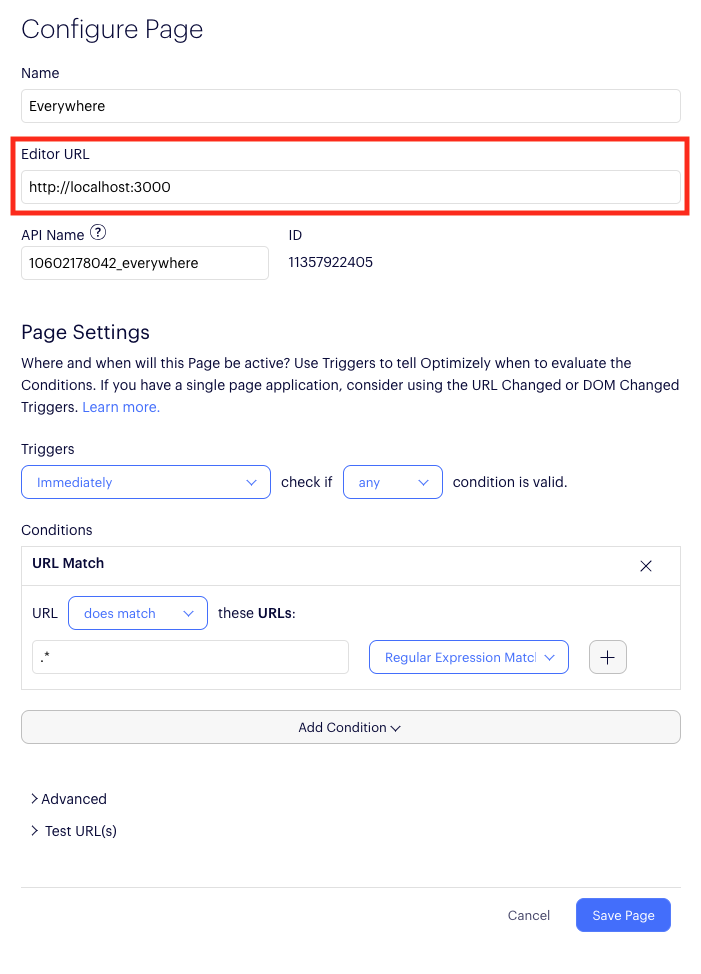 Configure Page
Name
Everywhere
Editor URL
http://localhost:3000
API Name ?
ID
10602178042_everywhere
11357922405
Page Settings
Where and when will this Page be active? Use Triggers to tell Optimizely when to evaluate the
Conditions. If you have a single page application, consider using the URL Changed or DOM Changed
Triggers. Learn more.
Triggers
Immediately check if any condition is valid.
Conditions
URL Match
URL does match these URLs:
.* Regular Expression Matc
Add Condition
Advanced
Test URL(s)
Cancel Save Page